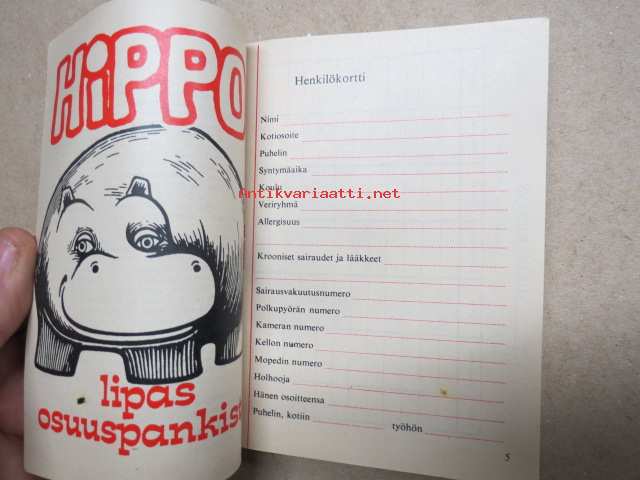 HiPPO
lipas
osuuspankist
Henkilökortti
Nimi
Kotiosoite
Puhelin
Syntymäaika
Koulu
Antikvariaatti.net
Veriryhmä
Allergisuus
Krooniset sairaudet ja lääkkeet
Sairausvakuutusnumero
Polkupyörän numero
Kameran numero
Kellon numero
Mopedin numero
Holhooja
Hänen osoitteensa
Puhelin, kotiin työhön
5